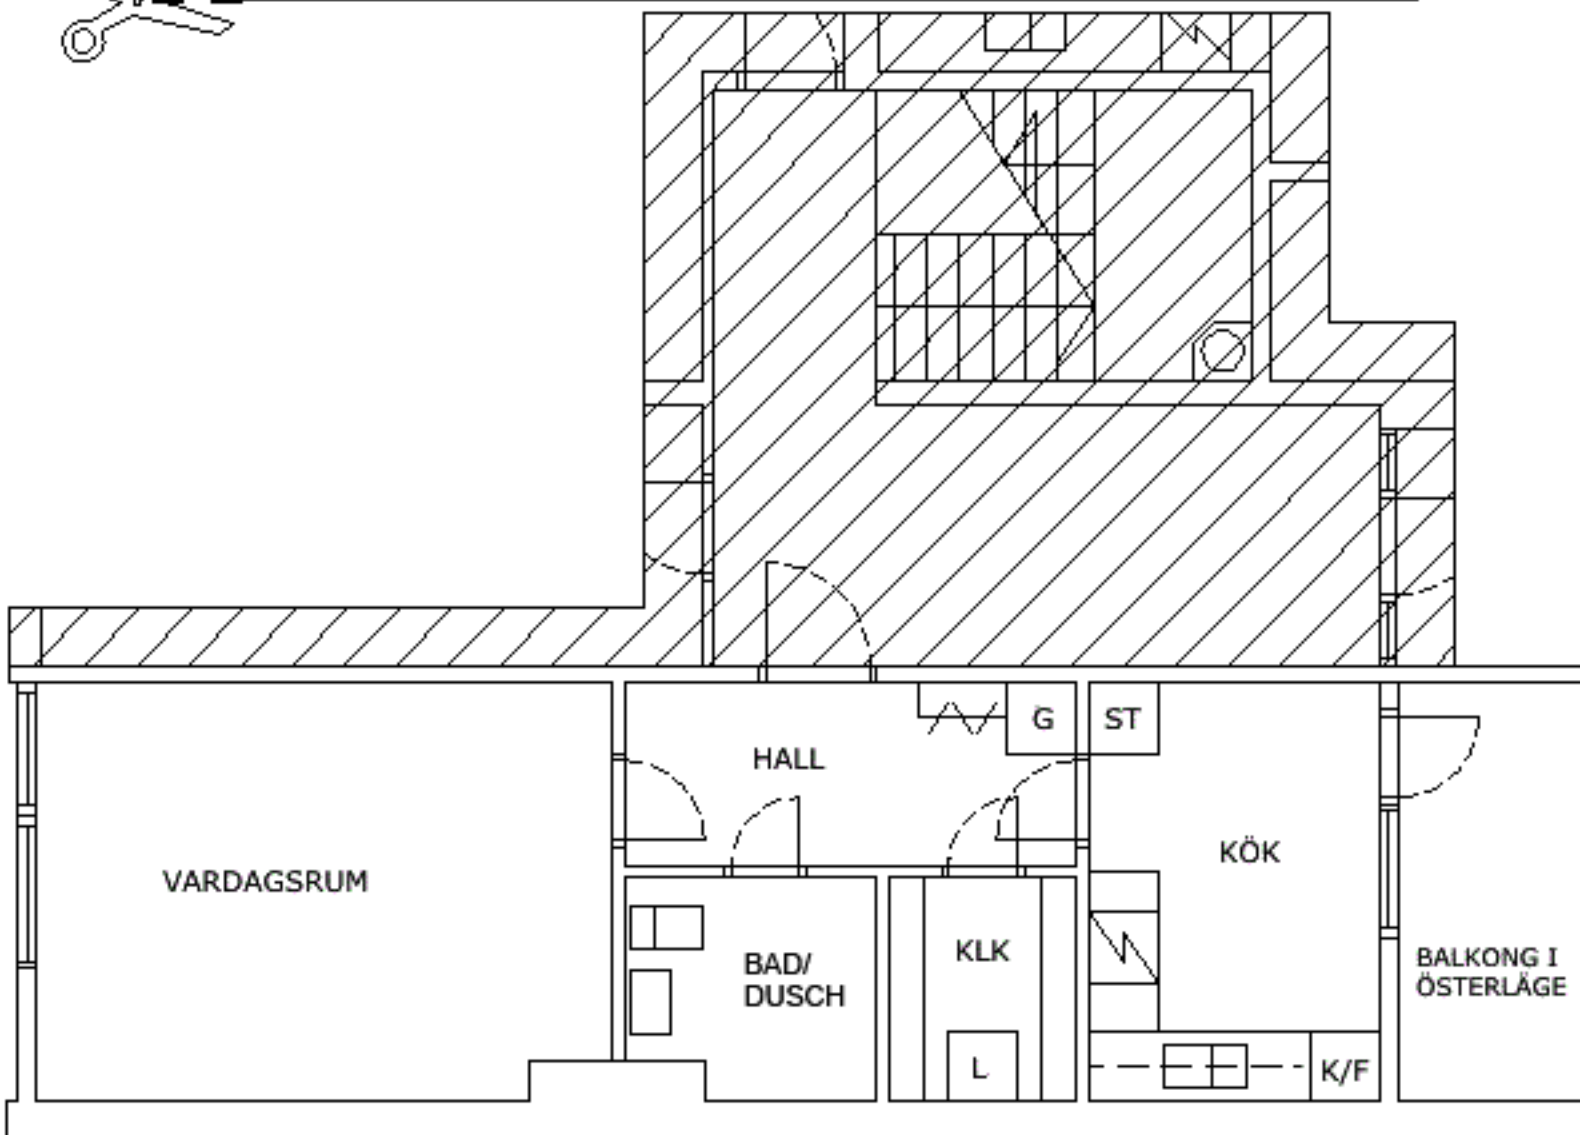 G
ST
HALL
KÖK
VARDAGSRUM
KLK
BAD/
DUSCH
BALKONG I
ÖSTERLÄGE
L
K/F